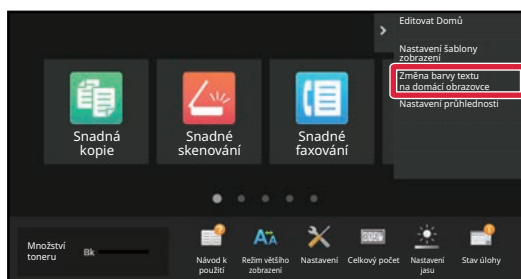 Editovat Domů
Nastavení šablony
zobrazení
Změna barvy textu
na domácí obrazovce
Nastavení průhlednosti
Snadná
kopie
Snadné
skenování
Snadné
faxování
Množství
toneru
Bk
Návod k
použití
Režim většího
zobrazení
Nastavení
Celkový počet
Nastavení
jasu
Stav úlohy